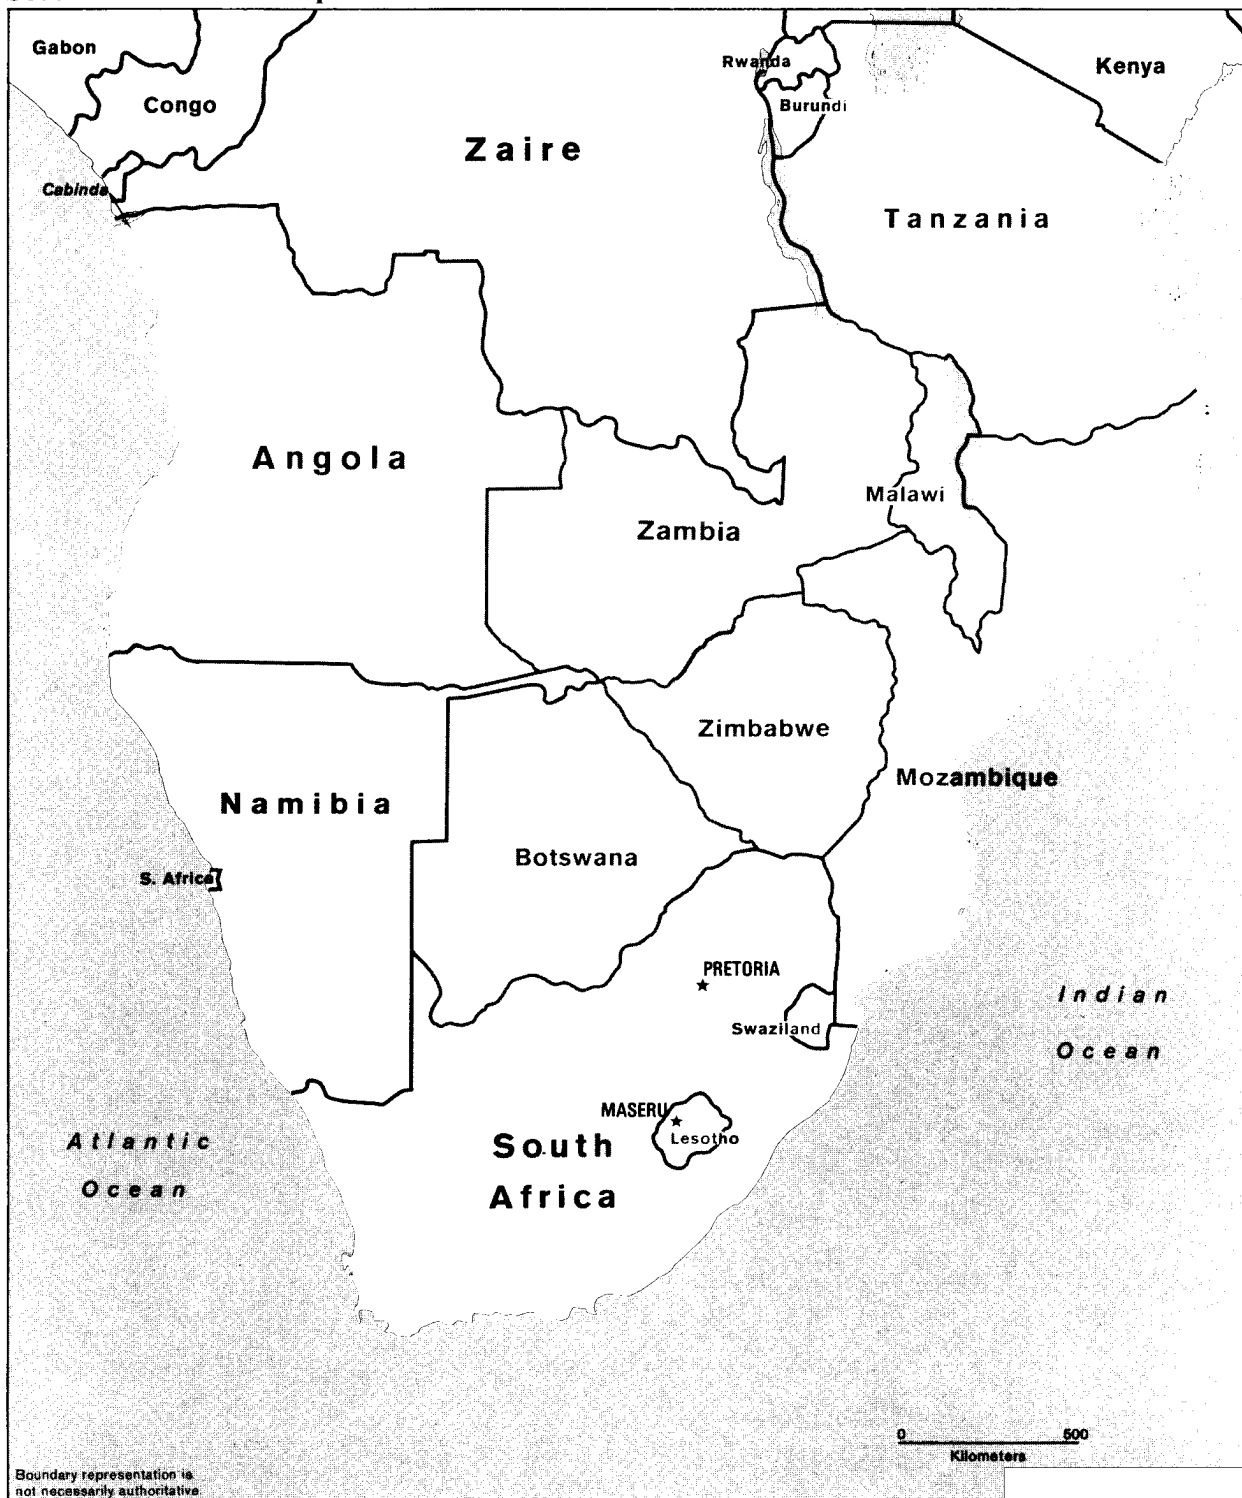 Gabon
Congo
Cabinda
Zaire
Rwanda
Burundi
Kenya
Tanzania
Angola
Zambia
Malawi
Zimbabwe
Mozambique
Namibia
Botswana
S. Africa
PRETORIA
Swaziland
MASERU
Lesotho
South
Africa
Atlantic
Ocean
Indian
Ocean
0 500
Kilometers
Boundary representation is
not necessarily authoritative